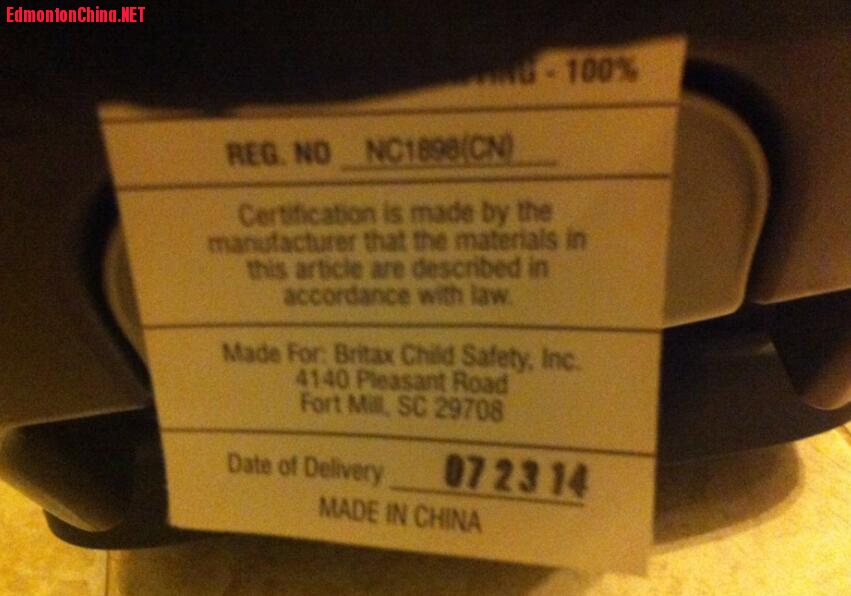 EdmontonChina.NET
- 100%
REG. NO NC1898(CN)
Certification is made by the
manufacturer that the materials in
this article are described in
accordance with law.
Made For: Britax Child Safety, Inc.
4140 Pleasant Road
Fort Mill, SC 29708
Date of Delivery 07 23 14
MADE IN CHINA